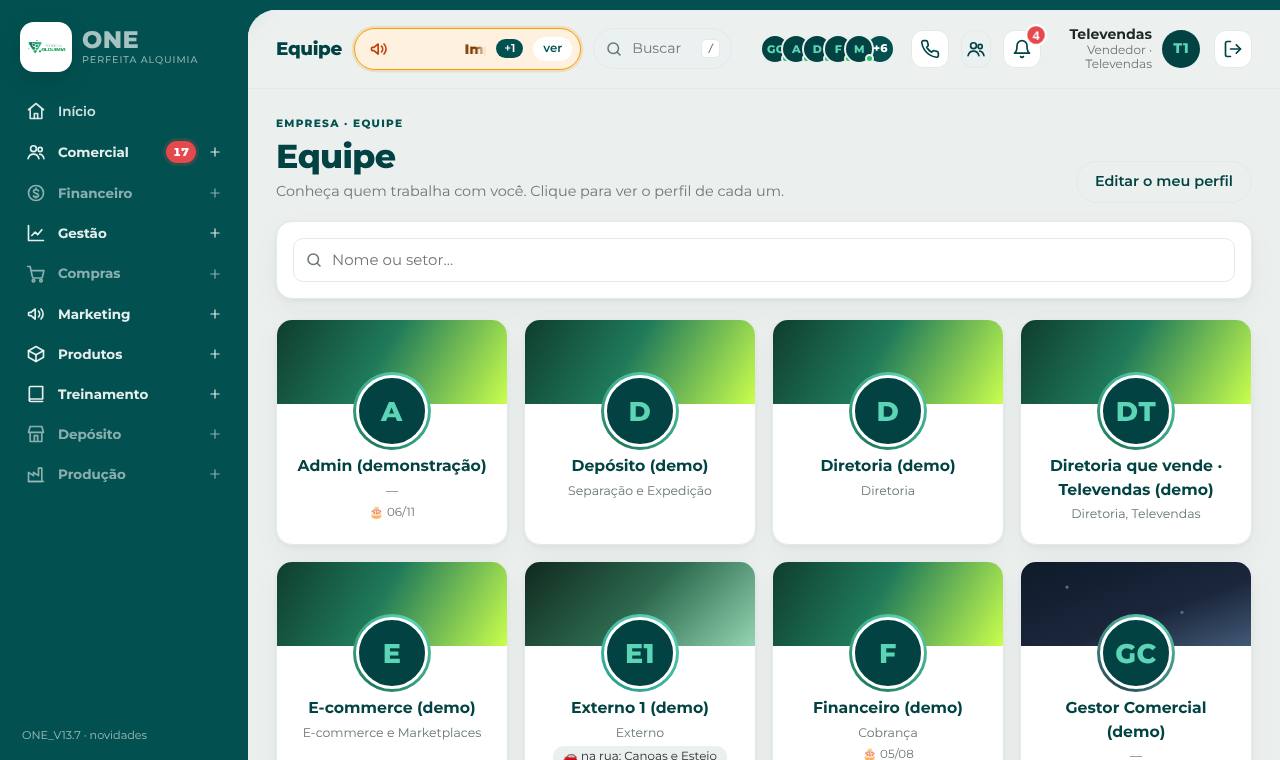 ONE
PERFEITA ALQUIMIA
Início
Comercial 17 +
Financeiro +
Gestão +
Compras +
Marketing +
Produtos +
Treinamento +
Depósito +
Produção +
ONE_V13.7 · novidades
Equipe
+1 ver
Buscar /
GC A D F M +6
4
Televendas
Vendedor ·
Televendas
T1
EMPRESA · EQUIPE
Equipe
Conheça quem trabalha com você. Clique para ver o perfil de cada um.
Editar o meu perfil
Nome ou setor...
A
Admin (demonstração)
—
06/11
D
Depósito (demo)
Separação e Expedição
D
Diretoria (demo)
Diretoria
DT
Diretoria que vende ·
Televendas (demo)
Diretoria, Televendas
E
E-commerce (demo)
E-commerce e Marketplaces
E1
Externo 1 (demo)
Externo
na rua: Canoas e Esteio
F
Financeiro (demo)
Cobrança
05/08
GC
Gestor Comercial
(demo)
—